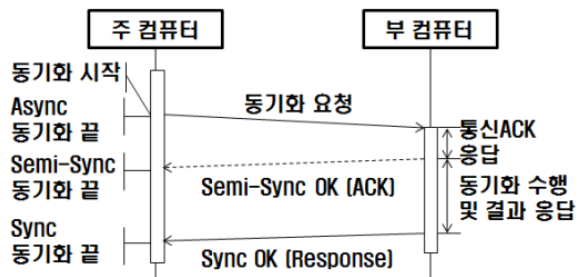 주 컴퓨터
부 컴퓨터
동기화 시작
Async
동기화 끝
동기화 요청
통신ACK
응답
Semi-Sync
동기화 끝
Semi-Sync OK (ACK)
동기화 수행
및 결과 응답
Sync
동기화 끝
Sync OK (Response)